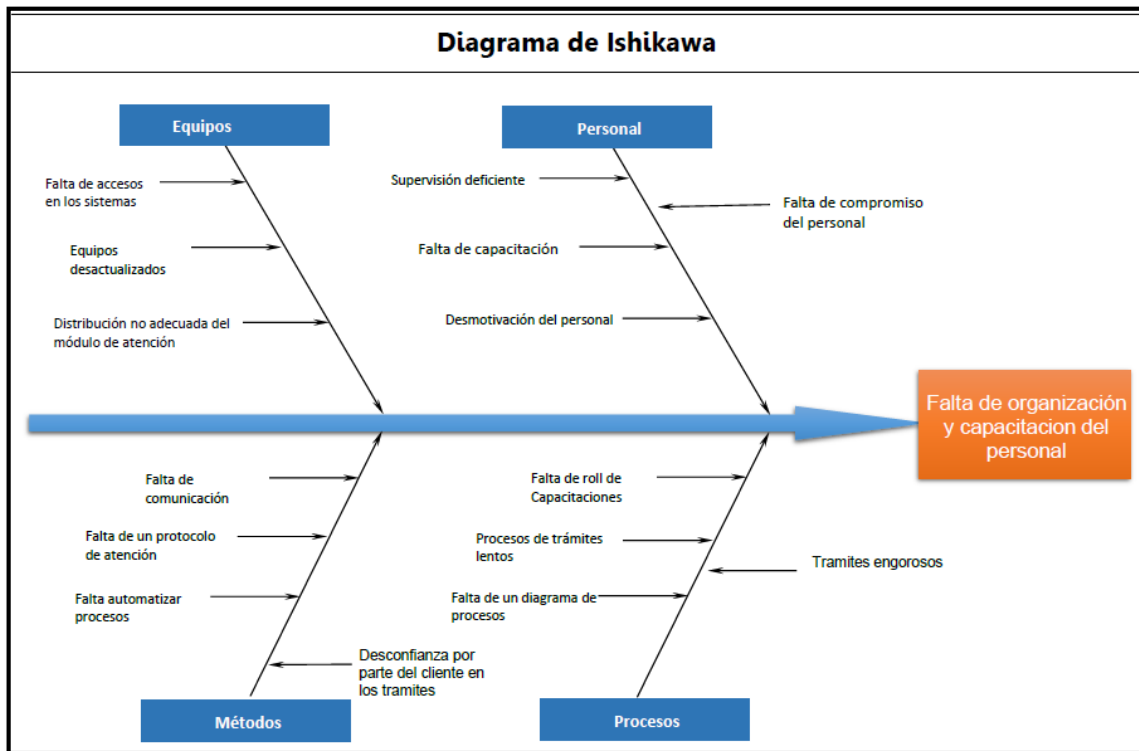 Diagrama de Ishikawa
Equipos
Personal
Falta de accesos
en los sistemas
Equipos
desactualizados
Distribución no adecuada del
módulo de atención
Supervisión deficiente
Falta de compromiso
del personal
Falta de capacitación
Desmotivación del personal
Falta de organización
y capacitacion del
personal
Falta de
comunicación
Falta de un protocolo
de atención
Falta automatizar
procesos
Desconfianza por
parte del cliente en
los tramites
Falta de roll de
Capacitaciones
Procesos de trámites
lentos
Tramites engorosos
Falta de un diagrama de
procesos
Métodos
Procesos